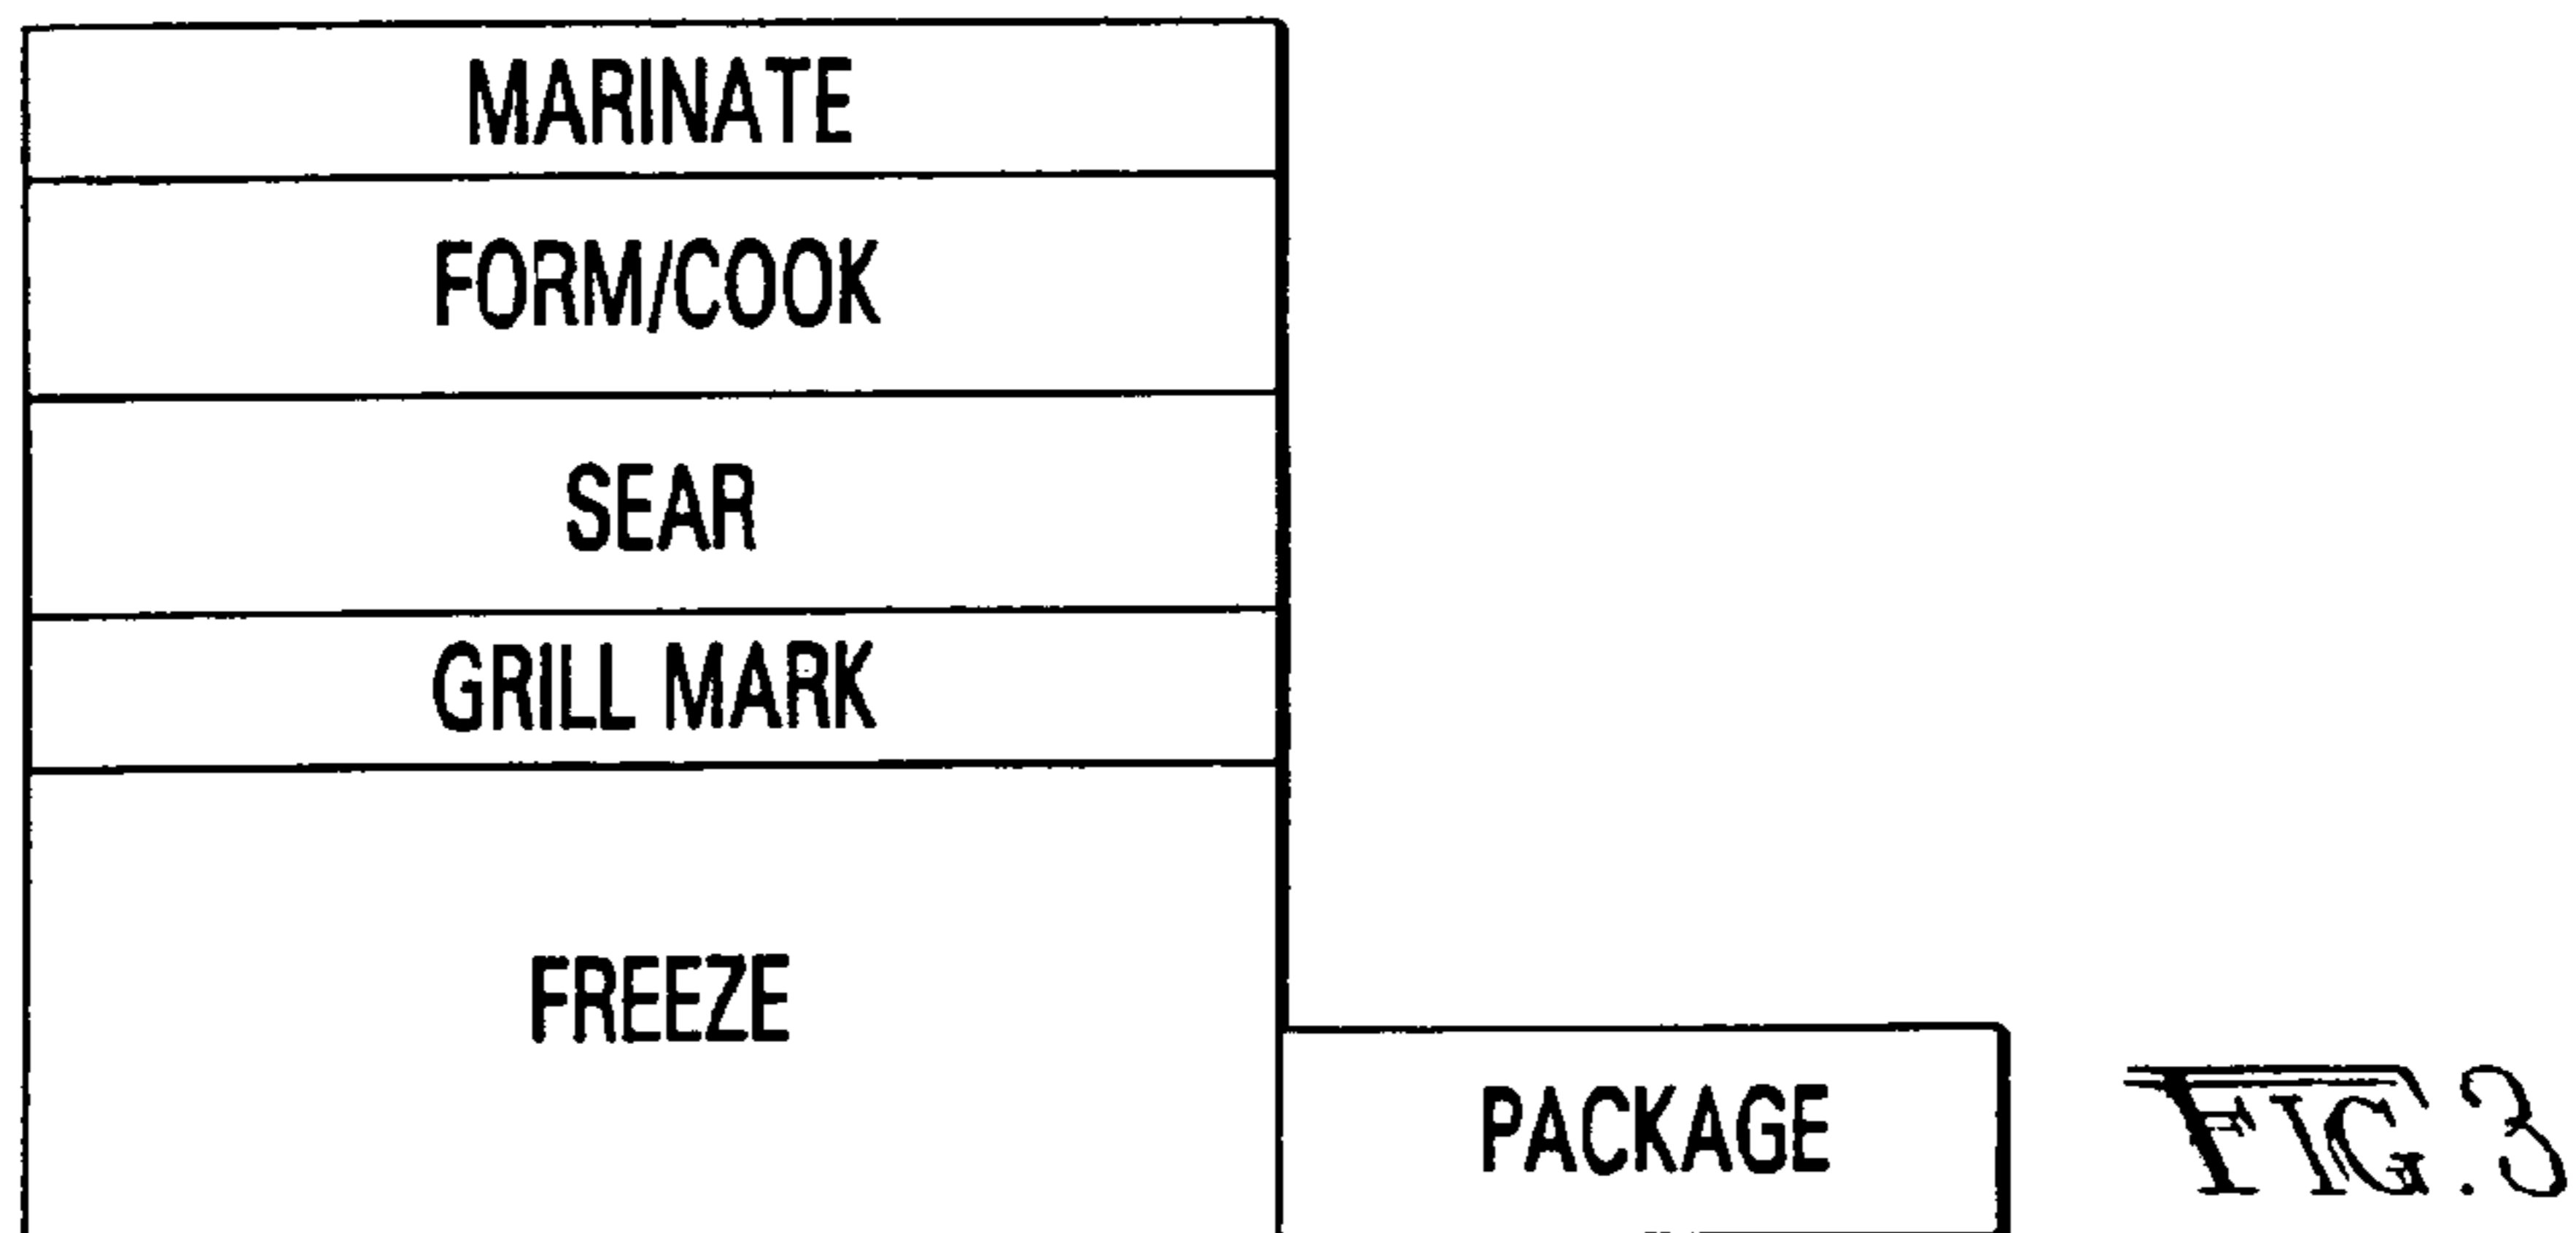 MARINATE
FORM/COOK
SEAR
GRILL MARK
FREEZE
PACKAGE
FIG.3